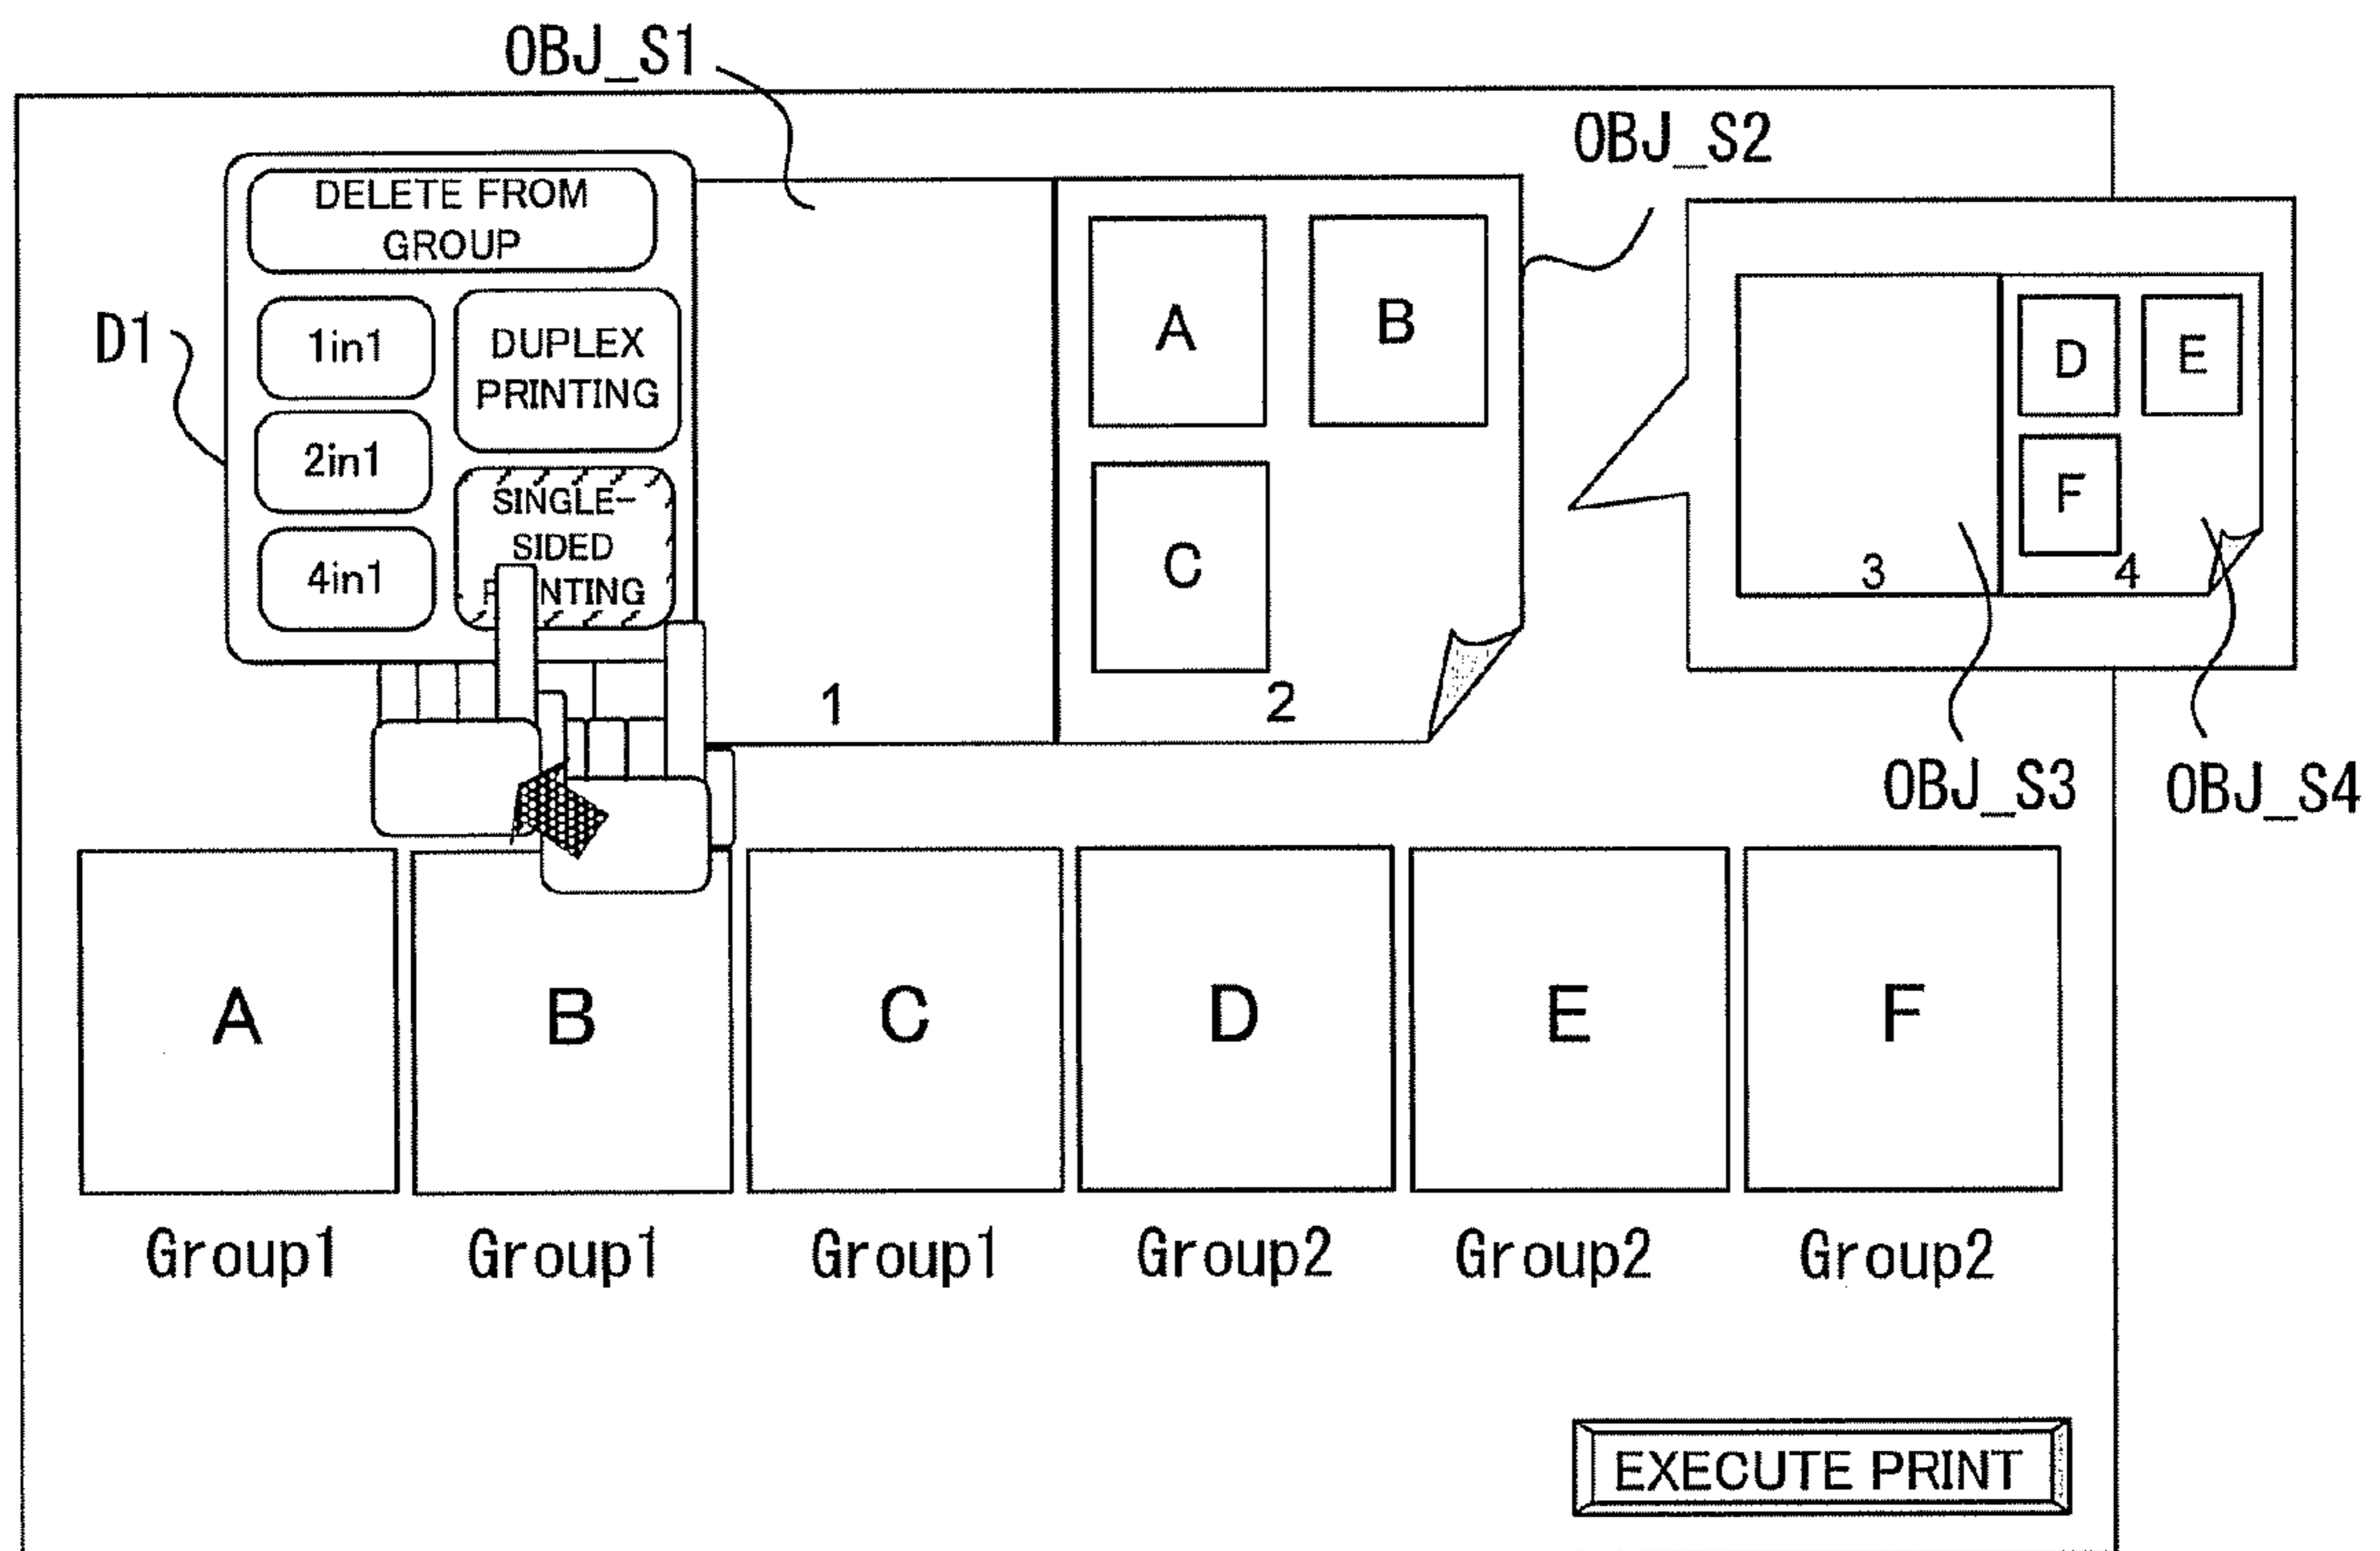 OBJ_S1
OBJ_S2
DELETE FROM
GROUP
D1
1in1
DUPLEX
PRINTING
2in1
SINGLE-
SIDED
NTING
4in1
A
B
C
1
2
D
E
F
3
4
OBJ_S3
OBJ_S4
A
B
C
D
E
F
Group1
Group1
Group1
Group2
Group2
Group2
EXECUTE PRINT